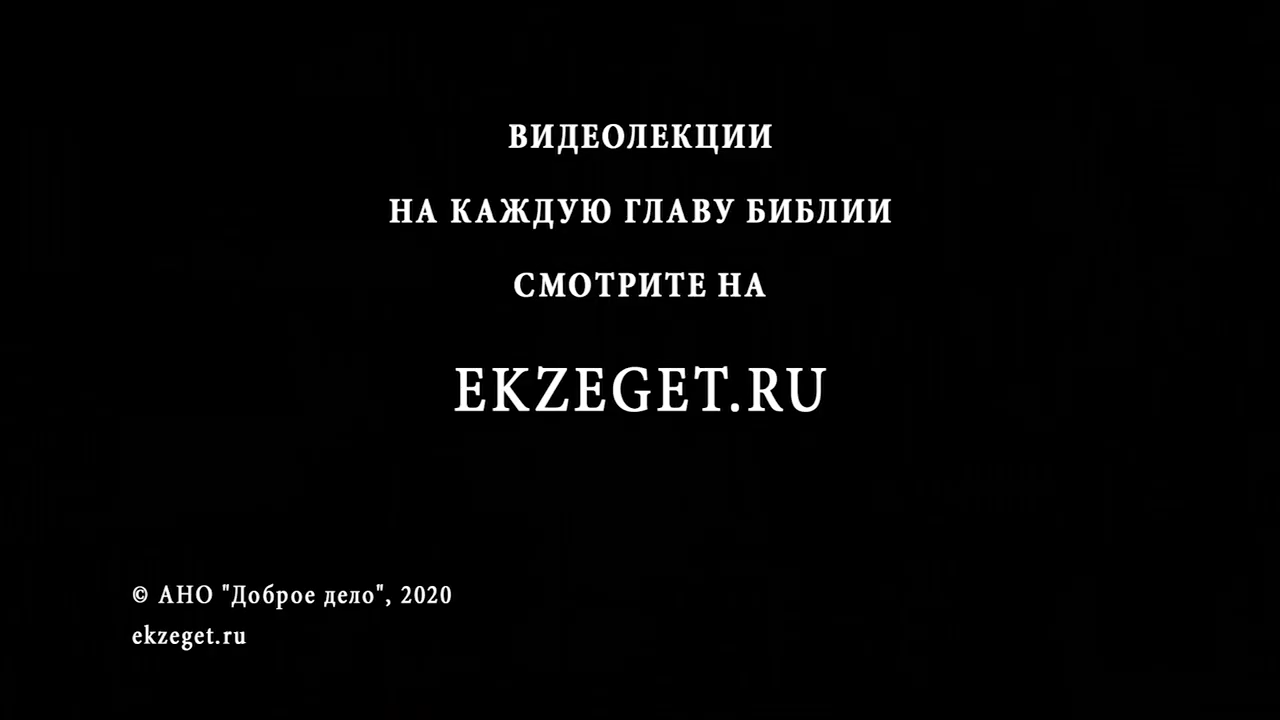 ВИДЕОЛЕКЦИИ
НА КАЖДУЮ ГЛАВУ БИБЛИИ
СМОТРИТЕ НА
EKZEGET.RU
© АНО "Доброе дело", 2020
ekzeget.ru